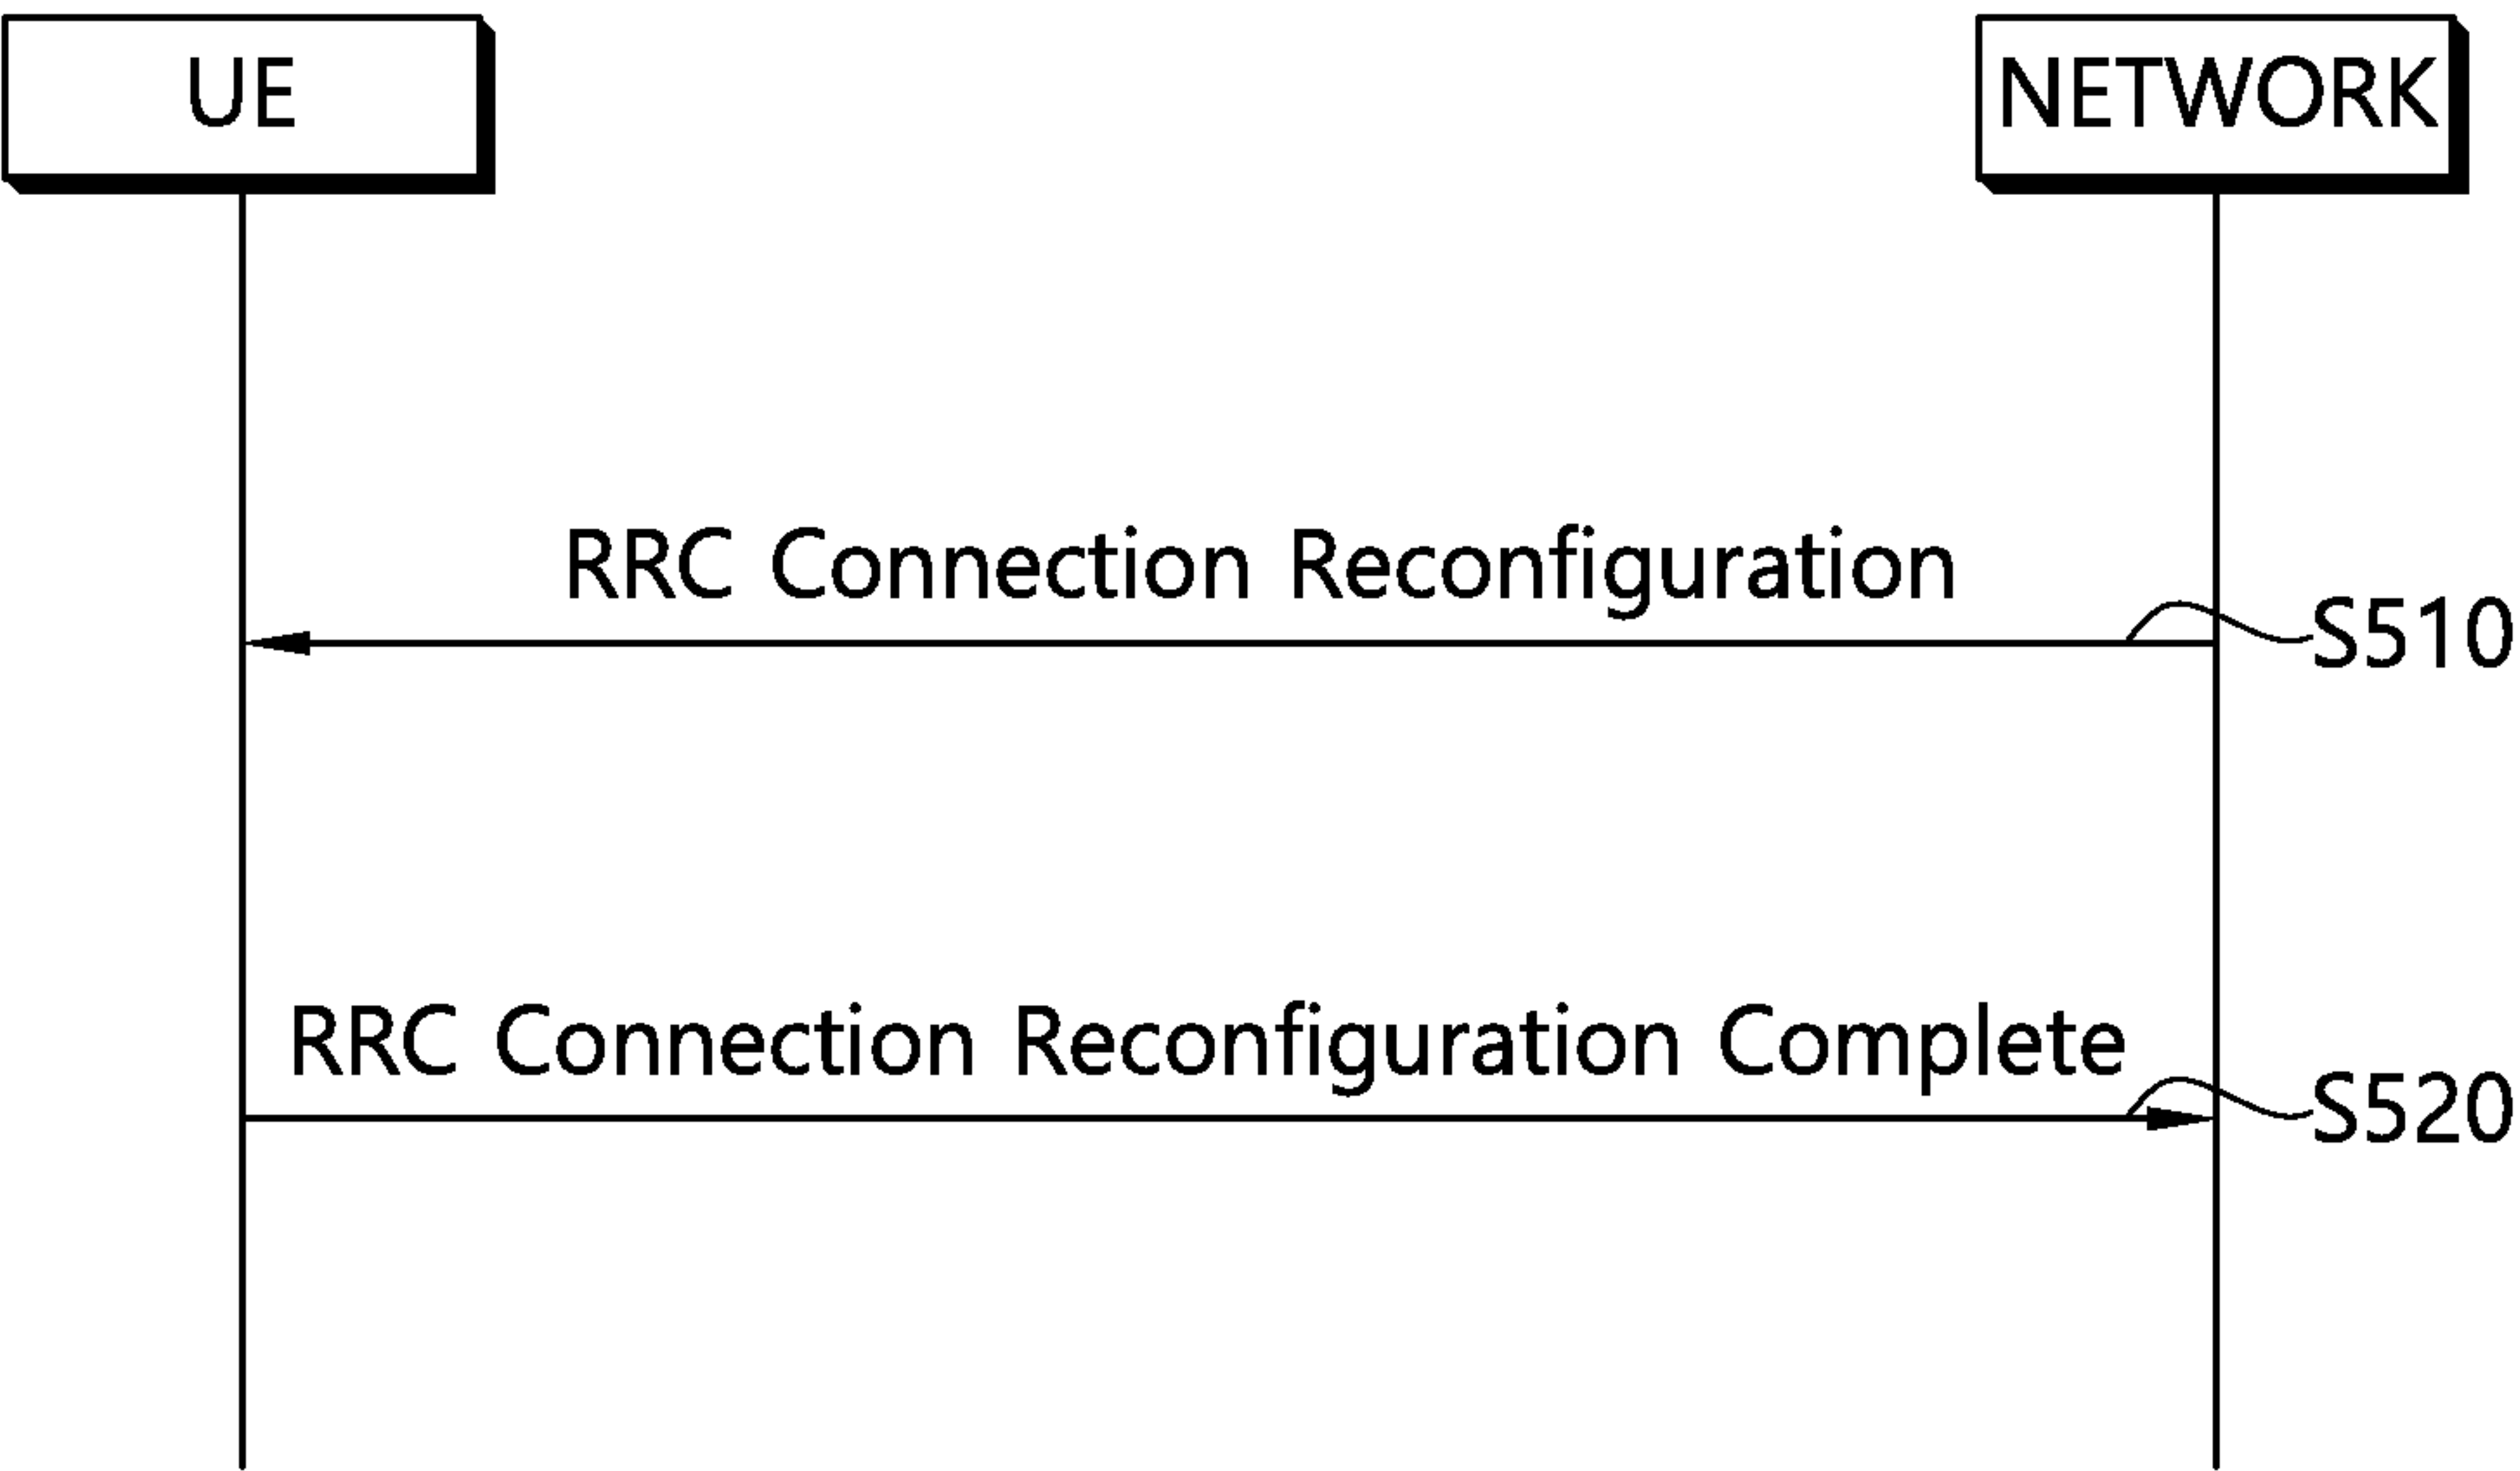 UE
NETWORK
RRC Connection Reconfiguration
S510
RRC Connection Reconfiguration Complete
S520